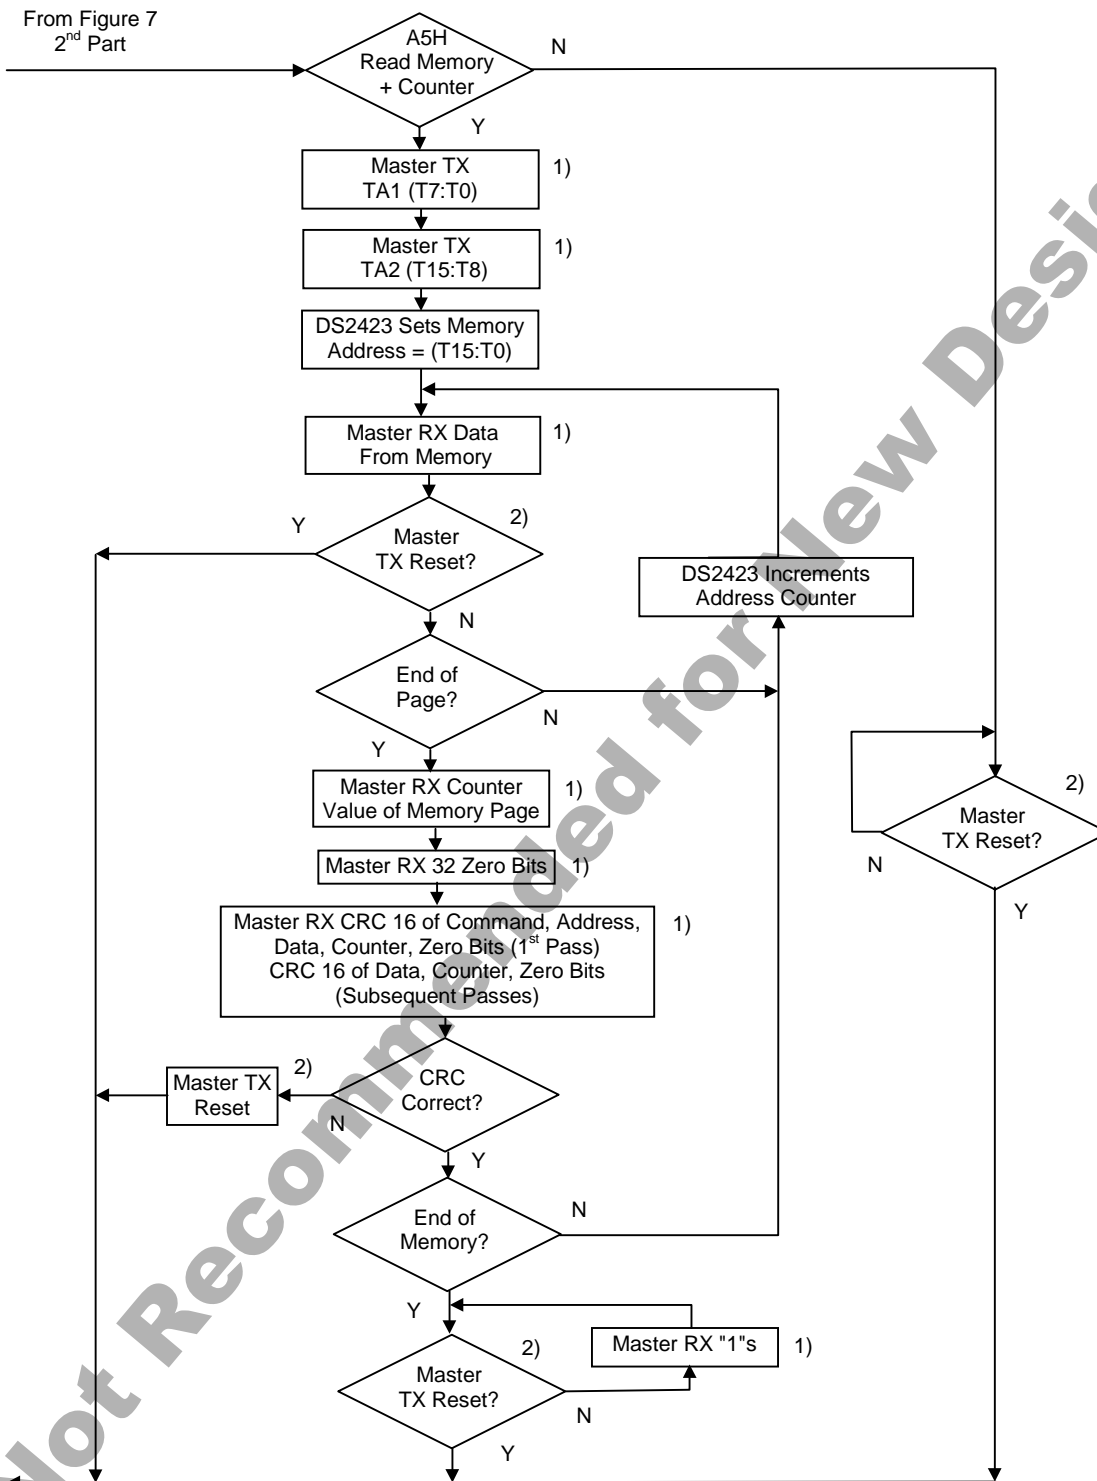 From Figure 7
2nd Part
A5H
Read Memory
+ Counter
N
Y
Master TX
TA1 (T7:T0)
1)
Master TX
TA2 (T15:T8)
1)
DS2423 Sets Memory
Address = (T15:T0)
Master RX Data
From Memory
1)
Master
TX Reset?
2)
Y
N
DS2423 Increments
Address Counter
End of
Page?
N
Y
Master RX Counter
Value of Memory Page
1)
Master RX 32 Zero Bits
1)
Master RX CRC 16 of Command, Address,
Data, Counter, Zero Bits (1st Pass)
CRC 16 of Data, Counter, Zero Bits
(Subsequent Passes)
1)
Master
TX Reset?
2)
N
Y
CRC
Correct?
N
Y
Master TX
Reset
2)
End of
Memory?
N
Y
Master
TX Reset?
2)
N
Y
Master RX "1"s
1)
Not Recommended for New Desig